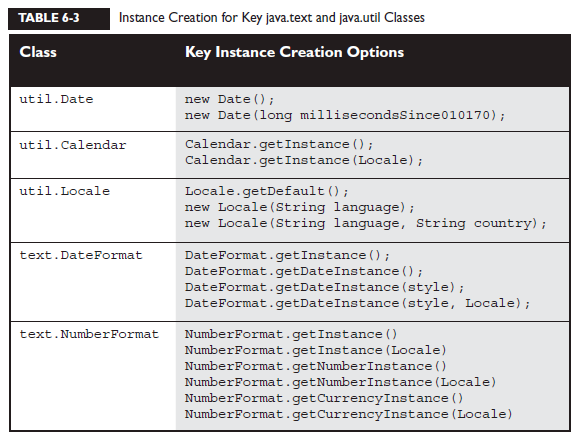 TABLE 6-3 Instance Creation for Key java.text and java.util Classes
Class Key Instance Creation Options
util.Date new Date();
new Date(long millisecondsSince010170);
util.Calendar Calendar.getInstance();
Calendar.getInstance(Locale);
util.Locale Locale.getDefault();
new Locale(String language);
new Locale(String language, String country);
text.DateFormat DateFormat.getInstance();
DateFormat.getDateInstance();
DateFormat.getDateInstance(style);
DateFormat.getDateInstance(style, Locale);
text.NumberFormat NumberFormat.getInstance()
NumberFormat.getInstance(Locale)
NumberFormat.getNumberInstance()
NumberFormat.getNumberInstance(Locale)
NumberFormat.getCurrencyInstance()
NumberFormat.getCurrencyInstance(Locale)